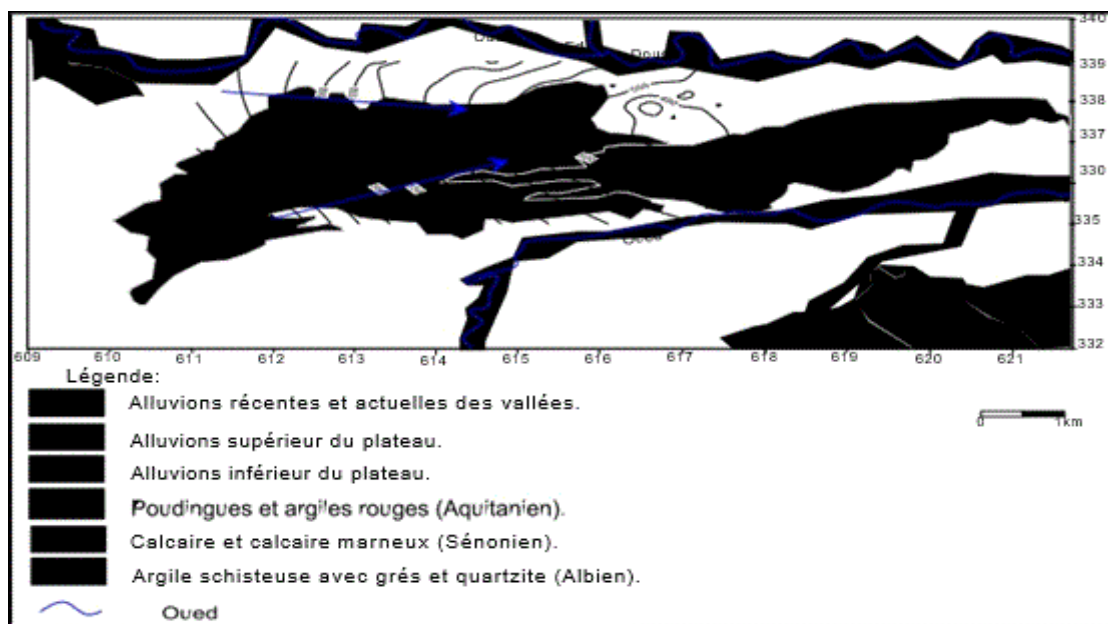 340
339
338
337
330
335
334
333
332
609 610 611 612 613 614 615 616 617 618 619 620 621
Légende:
Alluvions récentes et actuelles des vallées.
Alluvions supérieur du plateau.
Alluvions inférieur du plateau.
Poudingues et argiles rouges (Aquitanien).
Calcaire et calcaire marneux (Sénonien).
Argile schisteuse avec grés et quartzite (Albien).
Oued
0 1km